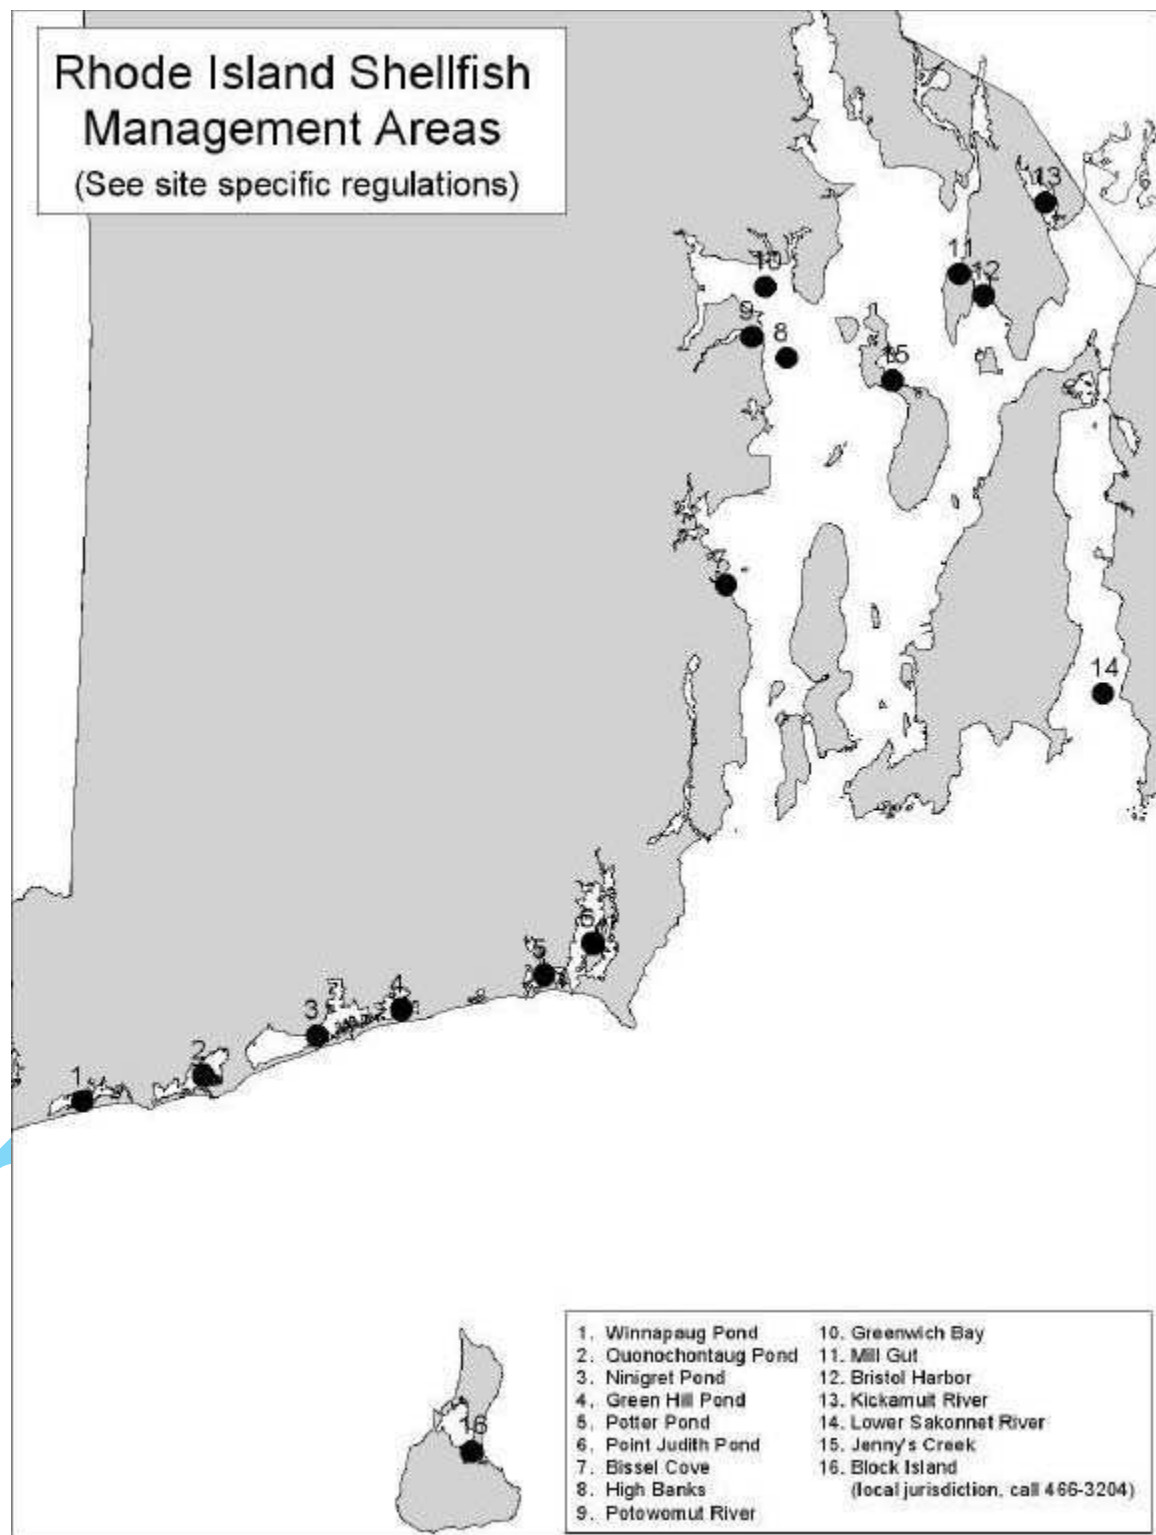 Rhode Island Shellfish
Management Areas
(See site specific regulations)
13
11
12
10
9
8
15
14
6
5
4
3
2
1
16
1. Winnapaug Pond
2. Quonochontaug Pond
3. Ninigret Pond
4. Green Hill Pond
5. Potter Pond
6. Point Judith Pond
7. Bissel Cove
8. High Banks
9. Potowomut River
10. Greenwich Bay
11. Mill Gut
12. Bristol Harbor
13. Kickamuit River
14. Lower Sakonnet River
15. Jenny's Creek
16. Block Island
(local jurisdiction, call 466-3204)